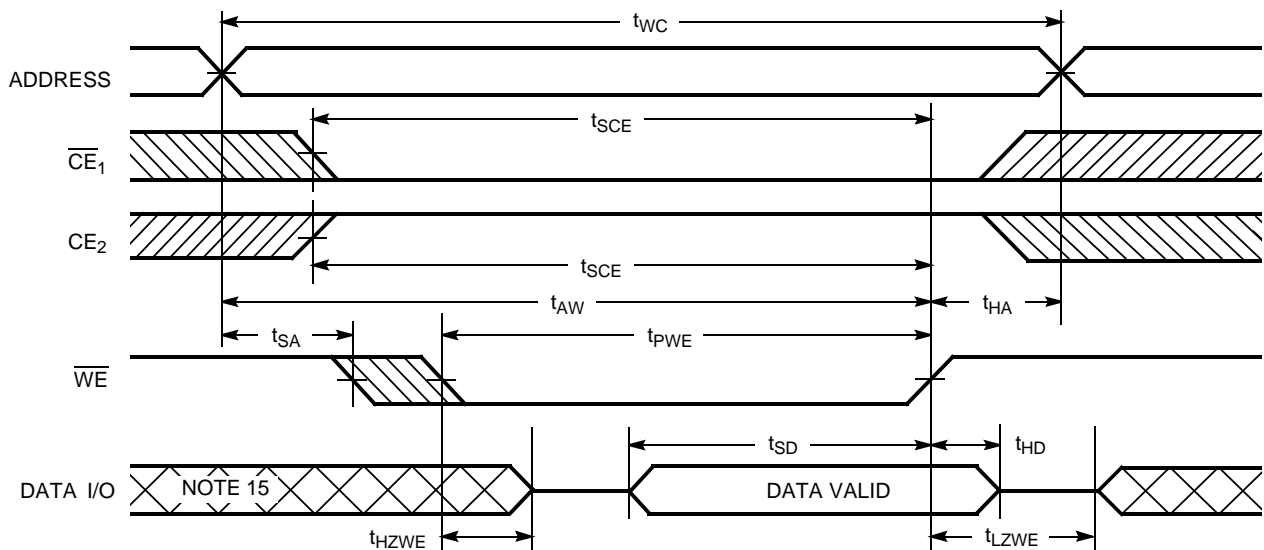 tWC
ADDRESS
tSCE
CE1
CE2
tSCE
tAW
tHA
tSA
tPWE
WE
tSD
tHD
DATA I/O
NOTE 15
DATA VALID
tHZWE
tLZWE